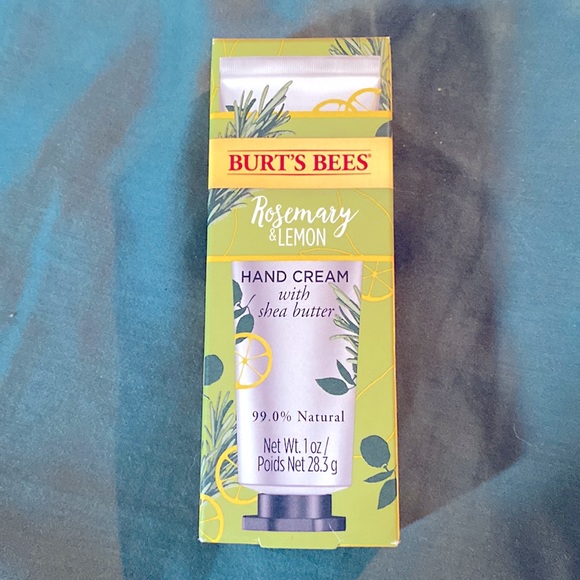 BURT'S BEES®
Rosemary
& LEMON
HAND CREAM
with
shea butter
99.0% Natural
Net Wt. 1 oz /
Poids Net 28.3 g